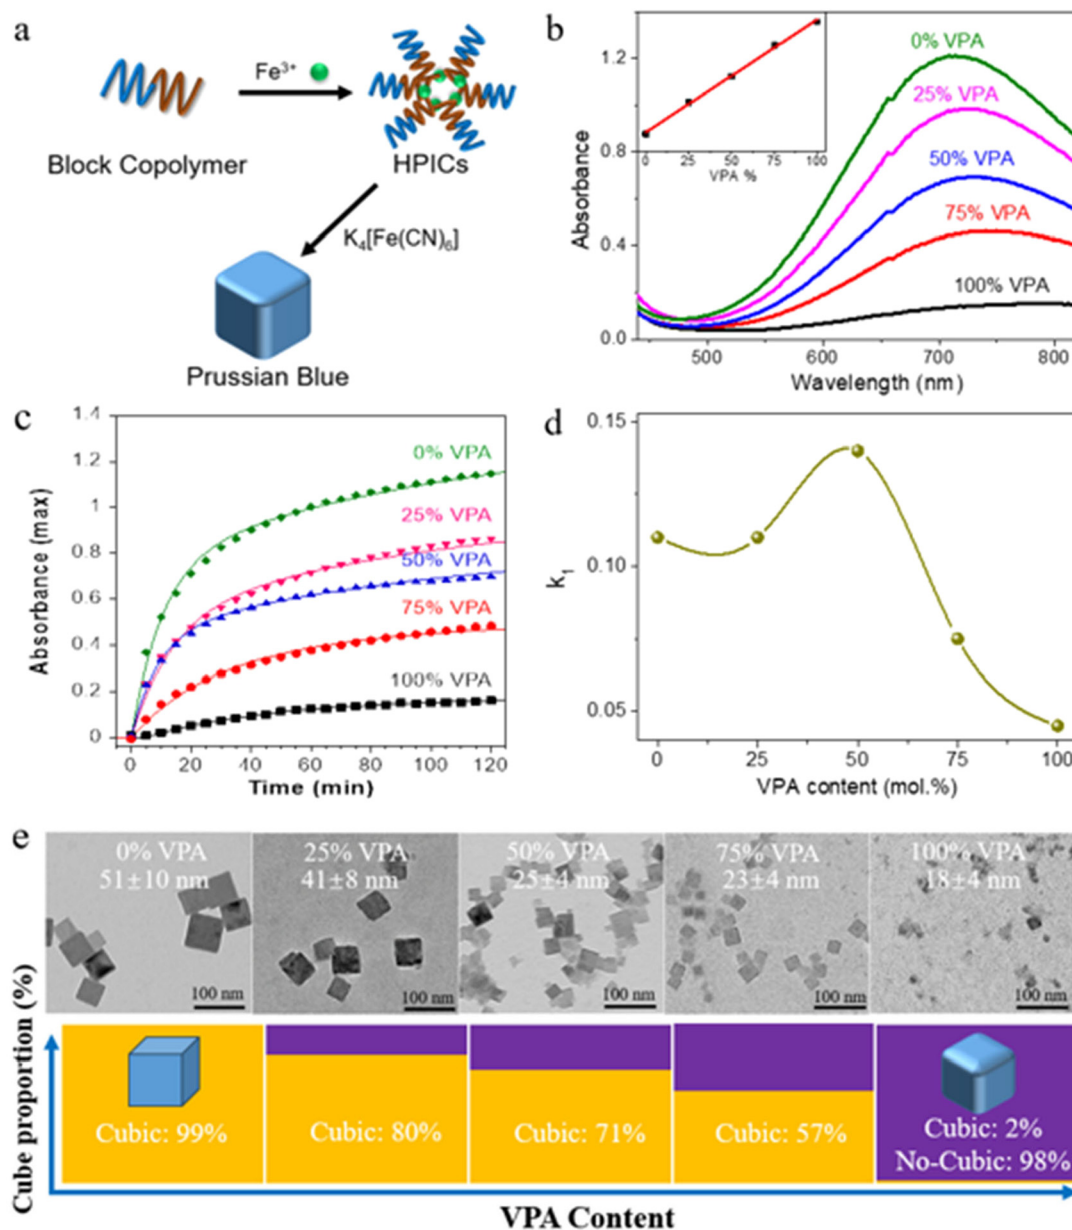 a
Fe³⁺
Block Copolymer
HPICs
K₄[Fe(CN)₆]
Prussian Blue
b
Absorbance
1.2
0.8
0.4
0.0
500
600
700
800
Wavelength (nm)
0
25
50
75
100
VPA %
0% VPA
25% VPA
50% VPA
75% VPA
100% VPA
c
Absorbance (max)
1.4
1.2
1
0.8
0.6
0.4
0.2
0
0
20
40
60
80
100
120
Time (min)
0% VPA
25% VPA
50% VPA
75% VPA
100% VPA
d
k₁
0.15
0.10
0.05
0
25
50
75
100
VPA content (mol.%)
e
0% VPA
51±10 nm
100 nm
25% VPA
41±8 nm
100 nm
50% VPA
25±4 nm
100 nm
75% VPA
23±4 nm
100 nm
100% VPA
18±4 nm
100 nm
Cube proportion (%)
Cubic: 99%
Cubic: 80%
Cubic: 71%
Cubic: 57%
Cubic: 2%
No-Cubic: 98%
VPA Content